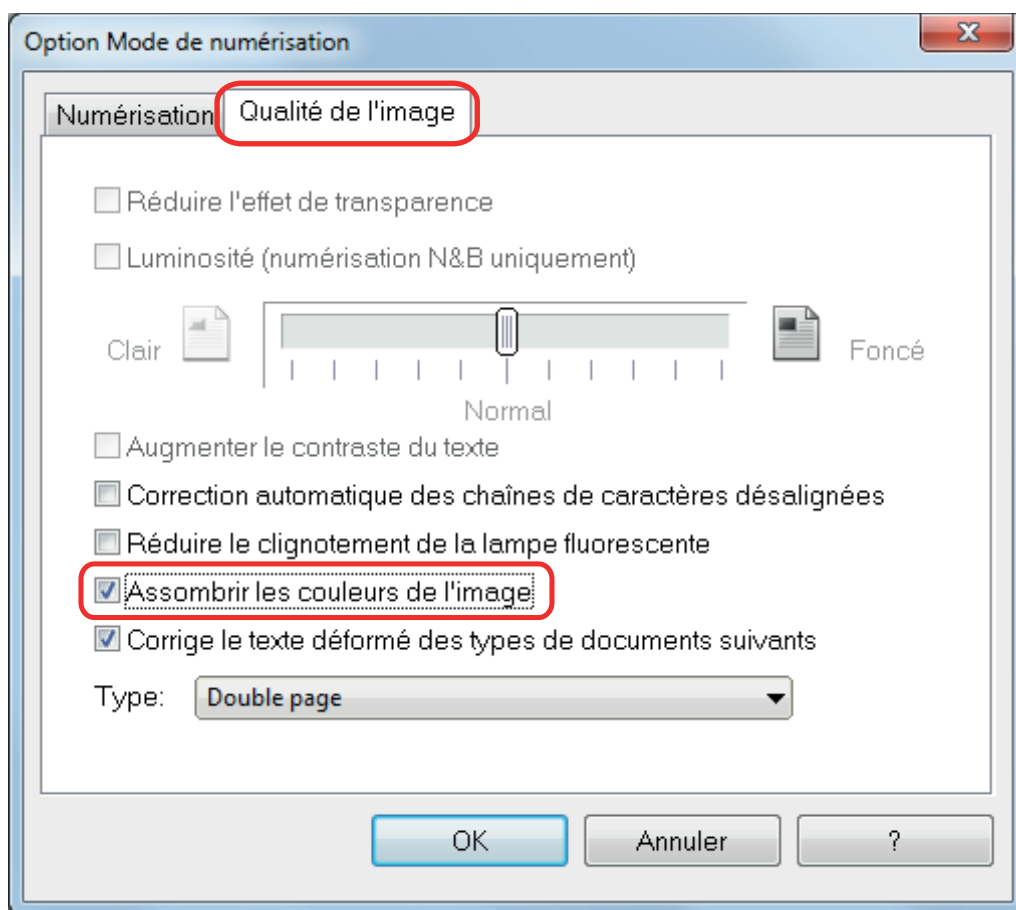 Option Mode de numérisation
Numérisation
Qualité de l'image
Réduire l'effet de transparence
Luminosité (numérisation N&B uniquement)
Clair
Foncé
Normal
Augmenter le contraste du texte
Correction automatique des chaînes de caractères désalignées
Réduire le clignotement de la lampe fluorescente
Assombrir les couleurs de l'image
Corrige le texte déformé des types de documents suivants
Type: Double page
OK
Annuler
?